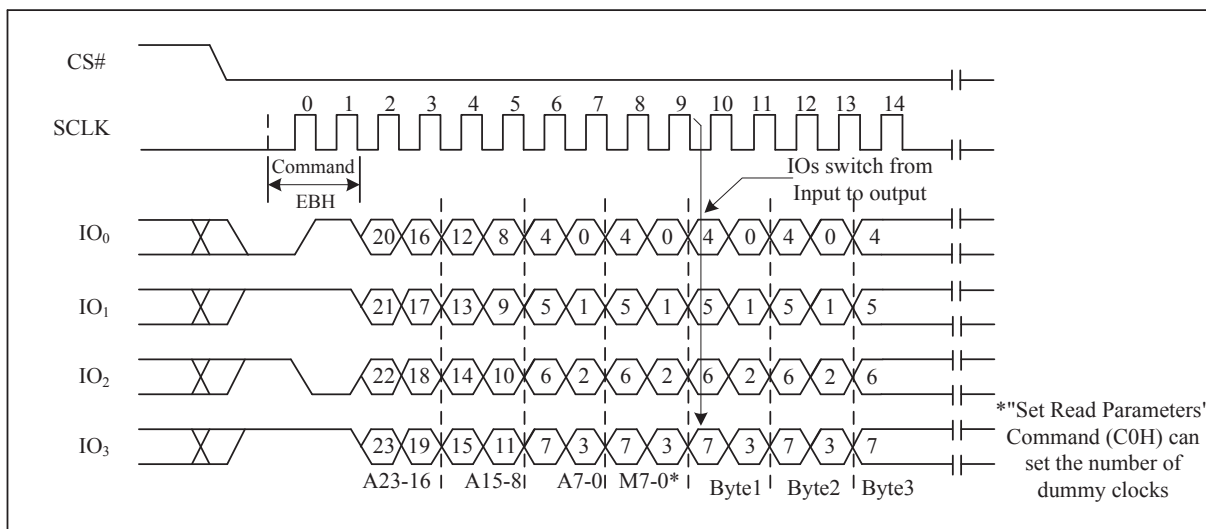 CS#
0 1 2 3 4 5 6 7 8 9 10 11 12 13 14
SCLK
Command
EBH
IOs switch from
Input to output
IO0 20 16 12 8 4 0 4 0 4 0 4 0 4
IO1 21 17 13 9 5 1 5 1 5 1 5 1 5
IO2 22 18 14 10 6 2 6 2 6 2 6 2 6
IO3 23 19 15 11 7 3 7 3 7 3 7 3 7
A23-16 A15-8 A7-0 M7-0* Byte1 Byte2 Byte3
*"Set Read Parameters"
Command (C0H) can
set the number of
dummy clocks